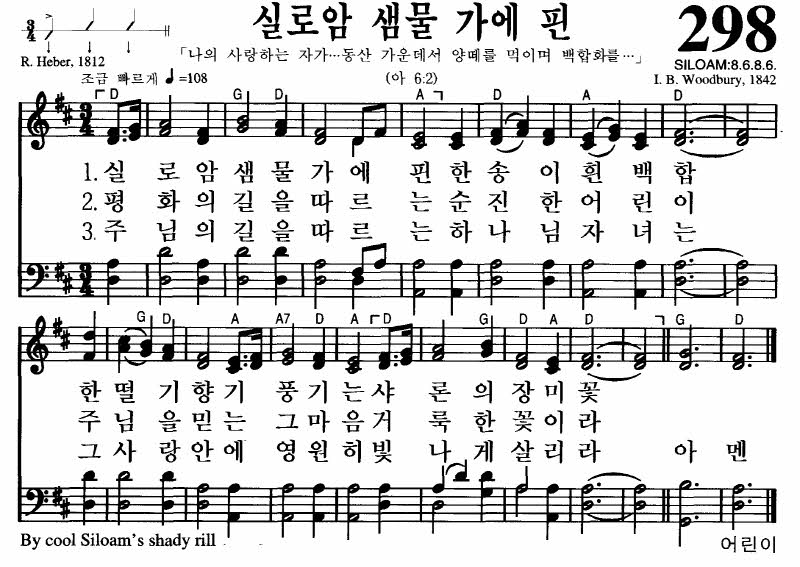 실로암 샘물 가에 핀
298
R. Heber, 1812
「나의 사랑하는 자가…동산 가운데서 양떼를 먹이며 백합화를…」
SILOAM:8.6.8.6.
조금 빠르게 ♩=108
(아 6:2)
I. B. Woodbury, 1842
D G D A D A D
1. 실 로 암 샘 물 가 에 핀 한 송 이 흰 백 합
2. 평 화 의 길 을 따 르 는 순 진 한 어 린 이
3. 주 님 의 길 을 따 르 는 하 나 님 자 녀 는
G D A A7 D A D G D A D G D
한 떨 기 향 기 풍 기 는 샤 론 의 장 미 꽃
주 님 을 믿 는 그 마 음 거 룩 한 꽃 이 라
그 사 랑 안 에 영 원 히 빛 나 게 살 리 라 아 멘
By cool Siloam's shady rill
어린이